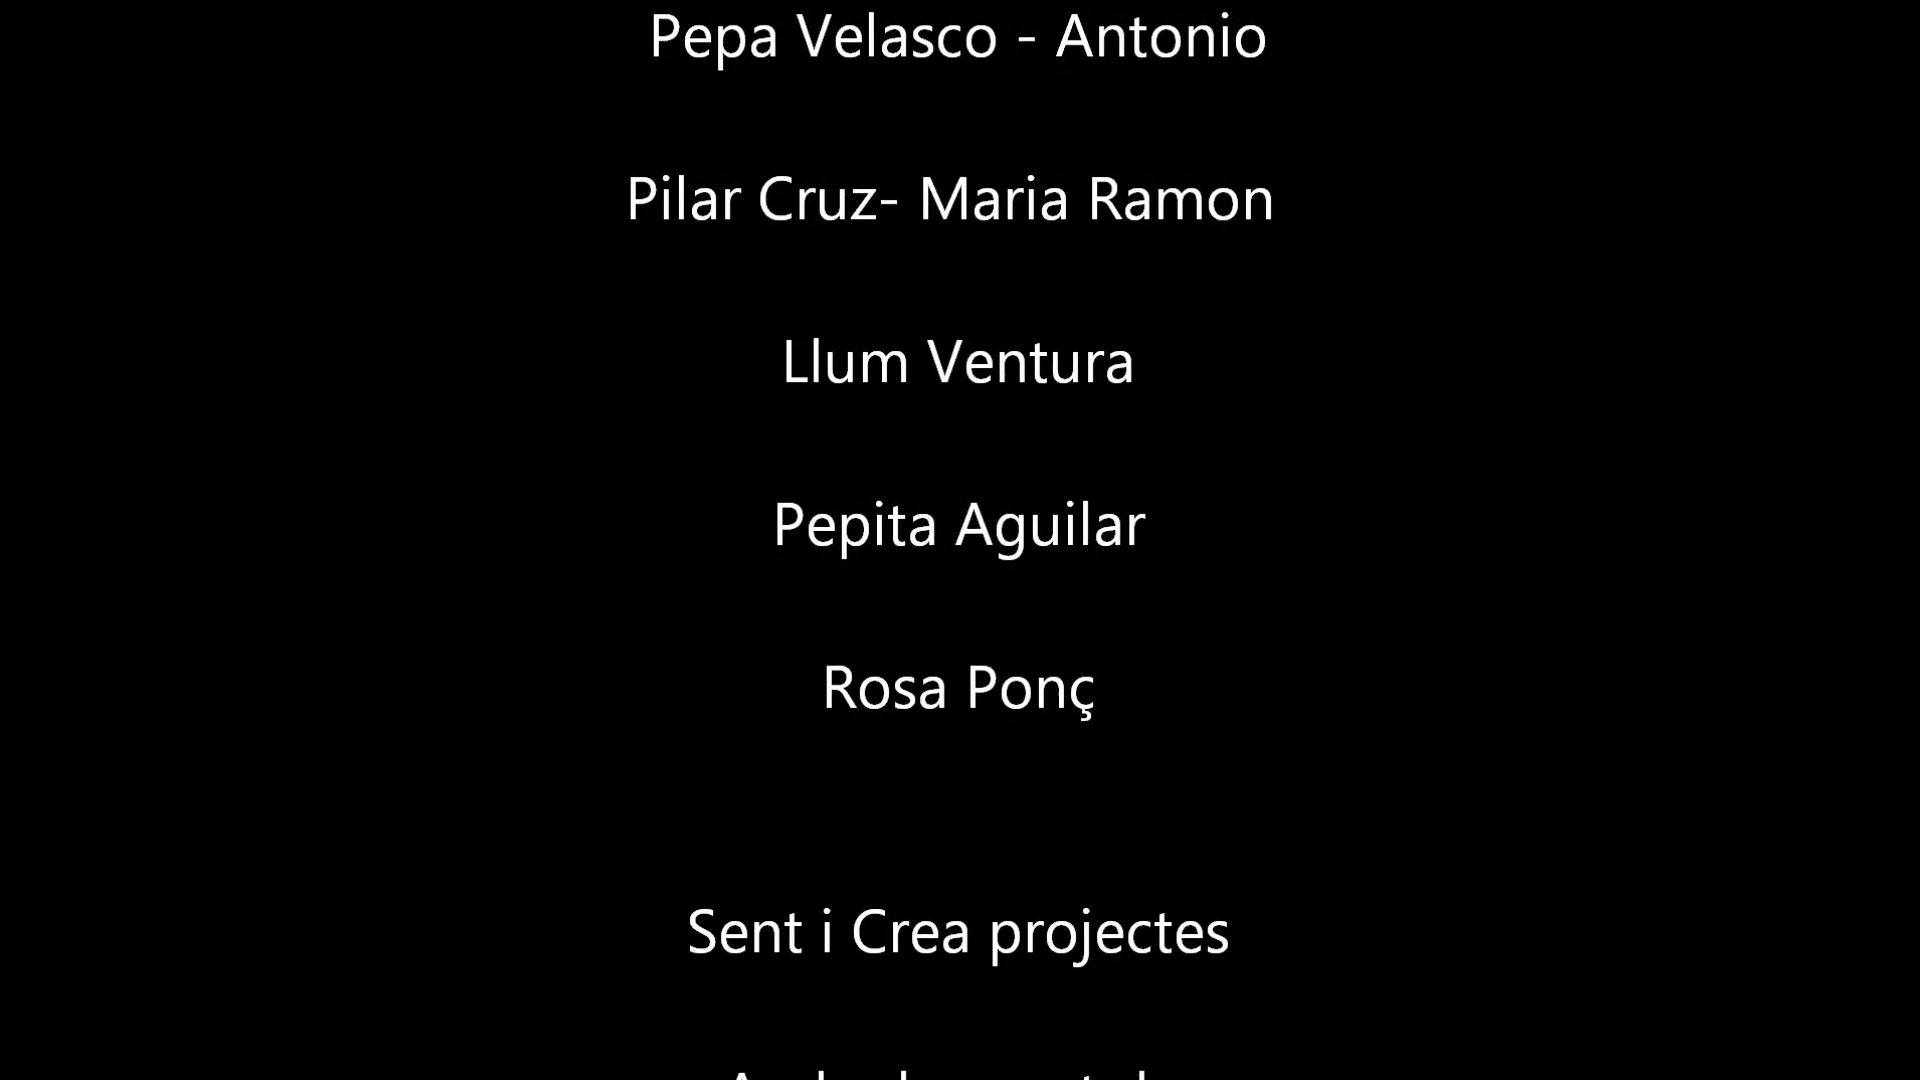 Pepa Velasco - Antonio
Pilar Cruz- Maria Ramon
Llum Ventura
Pepita Aguilar
Rosa Ponç
Sent i Crea projectes